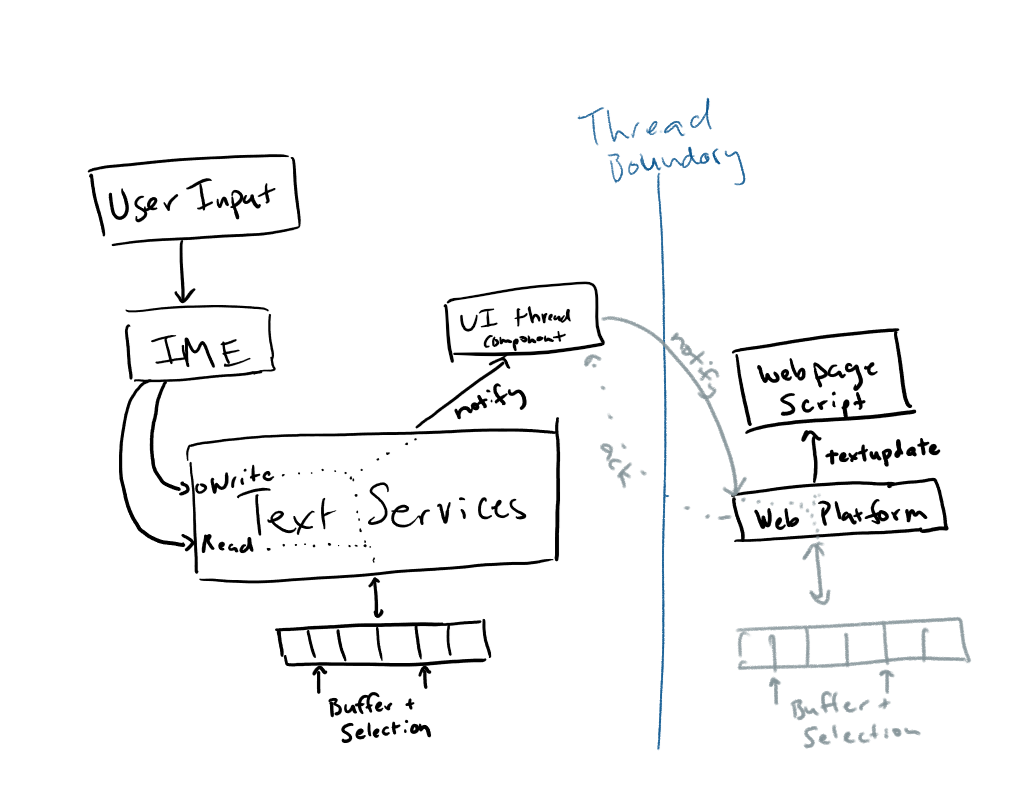 Thread
Boundory
User Input
IME
UI thread
component
notify
notify
Webpage
Script
textupdate
ack
Write
Text Services
Read
Web Platform
Buffer +
Selection
Buffer +
Selection